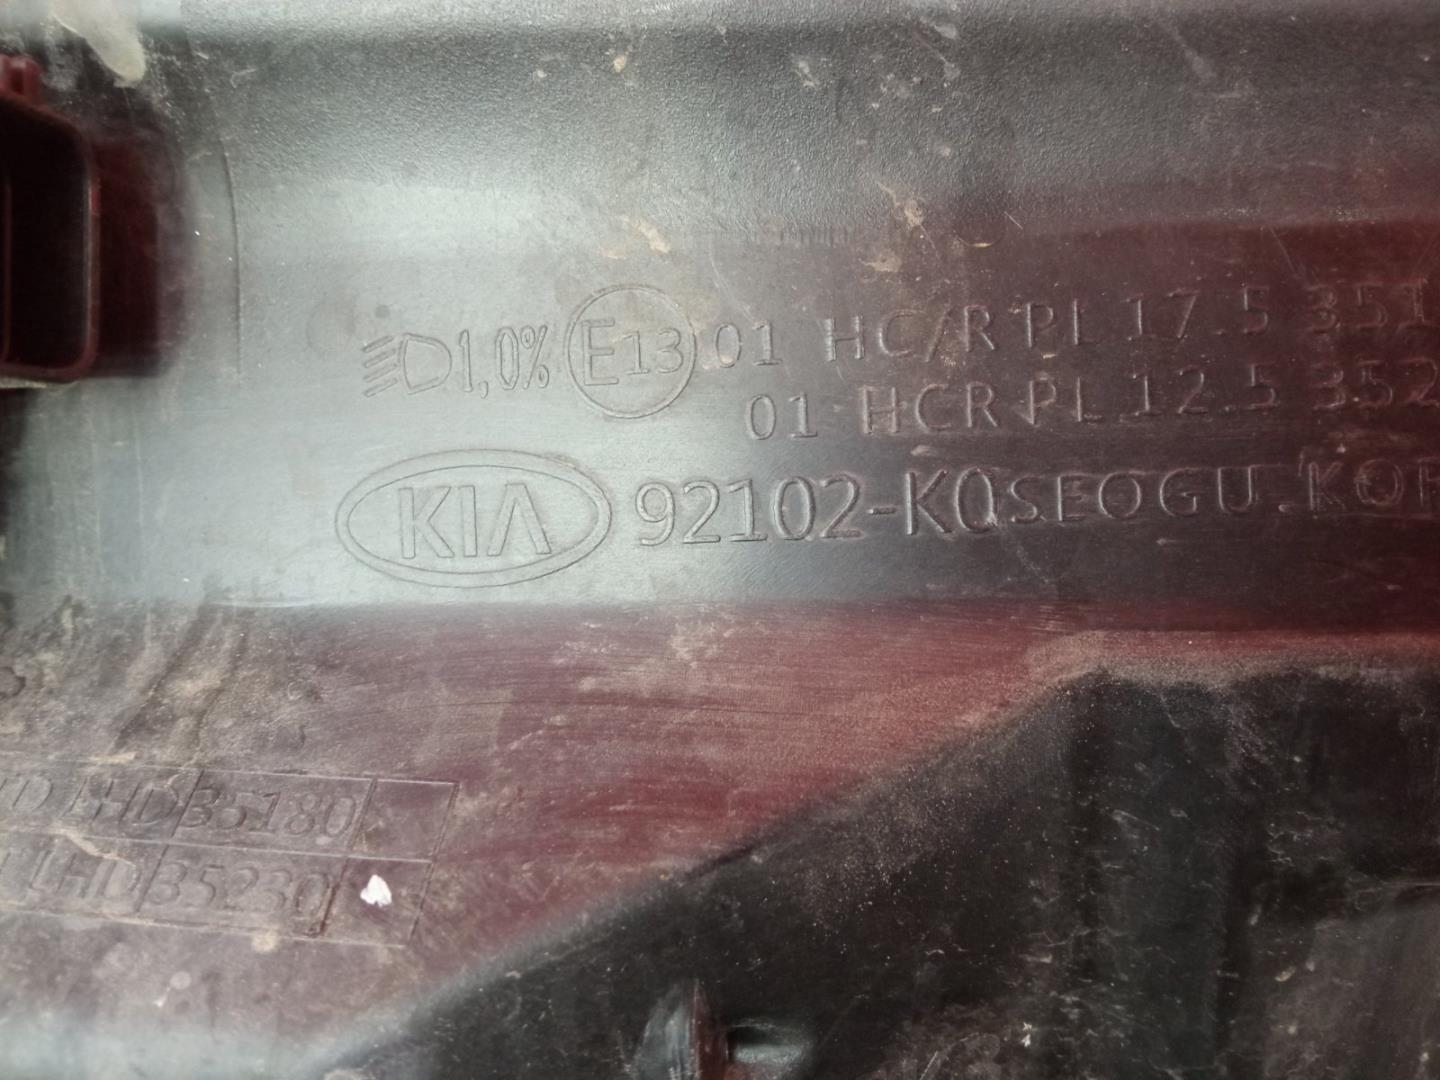 1,0% E13 01 HC/R PL 17.5 351
01 HCR PL 12.5 352
KIA 92102-K0 SEOGU.KOR
LHD 35180
LHD 35230